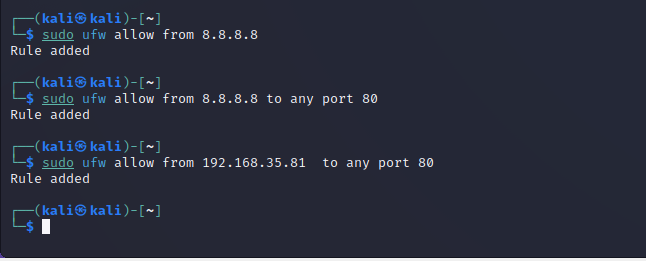 ┌──(kali㉿kali)-[~]
└─$ sudo ufw allow from 8.8.8.8
Rule added
┌──(kali㉿kali)-[~]
└─$ sudo ufw allow from 8.8.8.8 to any port 80
Rule added
┌──(kali㉿kali)-[~]
└─$ sudo ufw allow from 192.168.35.81  to any port 80
Rule added
┌──(kali㉿kali)-[~]
└─$